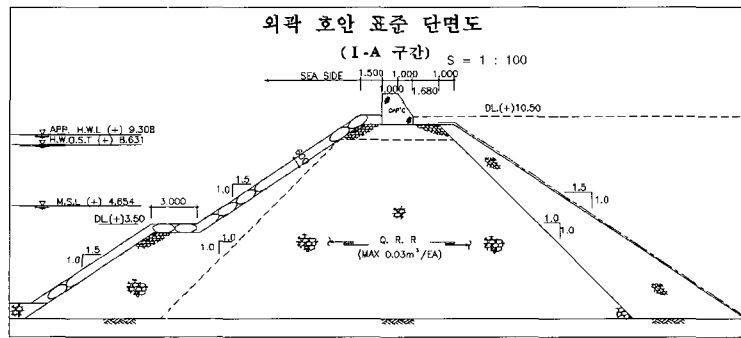 외곽 호안 표준 단면도
(I-A 구간)
S = 1 : 100
SEA SIDE
1.500
1.000
1.000
1.000
1.680
CAP'C
DL.(+)10.50
APP. H.W.L (+) 9.308
H.W.O.S.T (+) 8.631
M.S.L (+) 4.654
3.000
DL(+)3.50
1.5
1.0
1.5
1.0
1.0
1.0
1.5
1.0
1.0
1.0
Q. R. R
(MAX 0.03m³/EA)